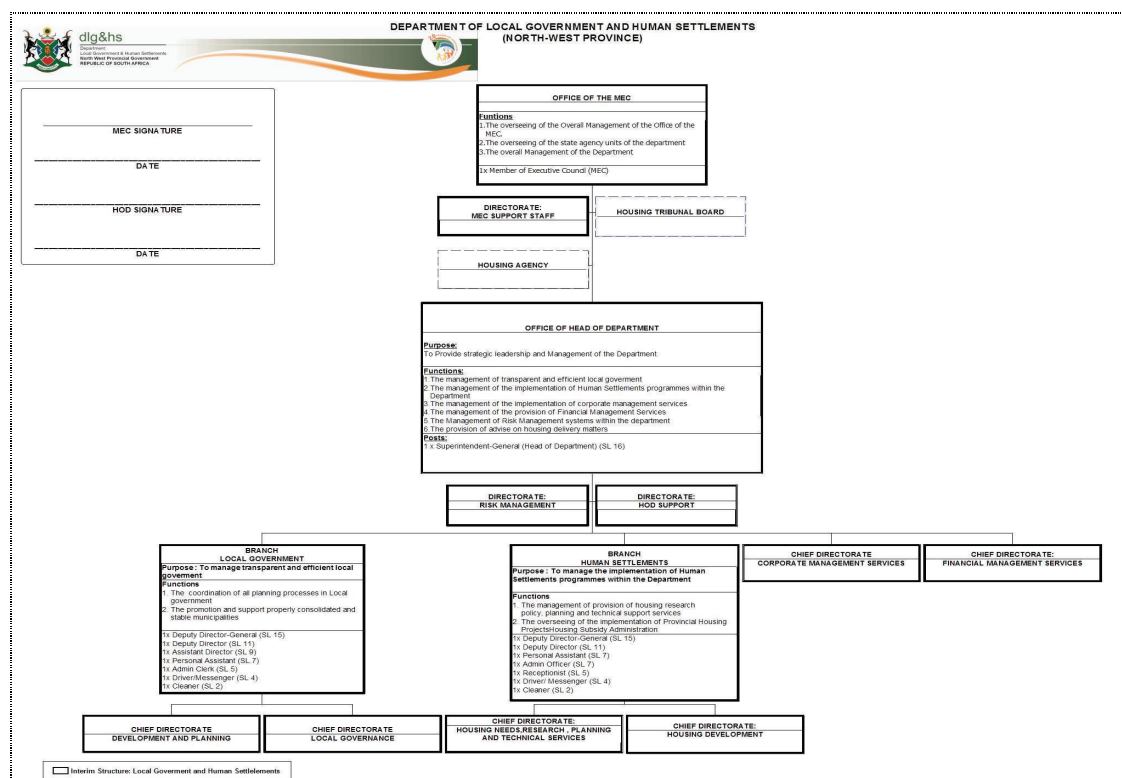 DEPARTMENT OF LOCAL GOVERNMENT AND HUMAN SETTLEMENTS
(NORTH-WEST PROVINCE)
dlg&hs
Department
Local Government & Human Settlements
North West Provincial Government
REPUBLIC OF SOUTH AFRICA
MEC SIGNATURE
DATE
HOD SIGNATURE
DATE
OFFICE OF THE MEC
Funtions
1.The overseeing of the Overall Management of the Office of the
MEC.
2.The overseeing of the state agency units of the department
3.The overall Management of the Department
1x Member of Executive Council (MEC)
DIRECTORATE:
MEC SUPPORT STAFF
HOUSING TRIBUNAL BOARD
HOUSING AGENCY
OFFICE OF HEAD OF DEPARTMENT
Purpose:
To Provide strategic leadership and Management of the Department.
Functions:
1.The management of transparent and efficient local goverment
2.The management of the implementation of Human Settlements programmes within the
Department
3.The management of the implementation of corporate management services
4.The management of the provision of Financial Management Services
5.The Management of Risk Management systems within the department
6.The provision of advise on housing delivery matters
Posts:
1 x Superintendent-General (Head of Department) (SL 16)
DIRECTORATE:
RISK MANAGEMENT
DIRECTORATE:
HOD SUPPORT
BRANCH
LOCAL GOVERNMENT
Purpose : To manage transparent and efficient local
goverment
Functions
1. The coordination of all planning processes in Local
government
2. The promotion and support properly consolidated and
stable municipalities
1x Deputy Director-General (SL 15)
1x Deputy Director (SL 11)
1x Assistant Director (SL 9)
1x Personal Assistant (SL 7)
1x Admin Clerk (SL 5)
1x Driver/Messenger (SL 4)
1x Cleaner (SL 2)
BRANCH
HUMAN SETTLEMENTS
Purpose : To manage the implementation of Human
Settlements programmes within the Department
Functions
1. The management of provision of housing research
policy, planning and technical support services
2. The overseeing of the implementation of Provincial Housing
ProjectsHousing Subsidy Administration
1x Deputy Director-General (SL 15)
1x Deputy Director (SL 11)
1x Personal Assistant (SL 7)
1x Admin Officer (SL 7)
1x Receptionist (SL 5)
1x Driver/ Messenger (SL 4)
1x Cleaner (SL 2)
CHIEF DIRECTORATE
CORPORATE MANAGEMENT SERVICES
CHIEF DIRECTORATE:
FINANCIAL MANAGEMENT SERVICES
CHIEF DIRECTORATE
DEVELOPMENT AND PLANNING
CHIEF DIRECTORATE
LOCAL GOVERNANCE
CHIEF DIRECTORATE:
HOUSING NEEDS,RESEARCH , PLANNING
AND TECHNICAL SERVICES
CHIEF DIRECTORATE:
HOUSING DEVELOPMENT
Interim Structure: Local Goverment and Human Settlelements